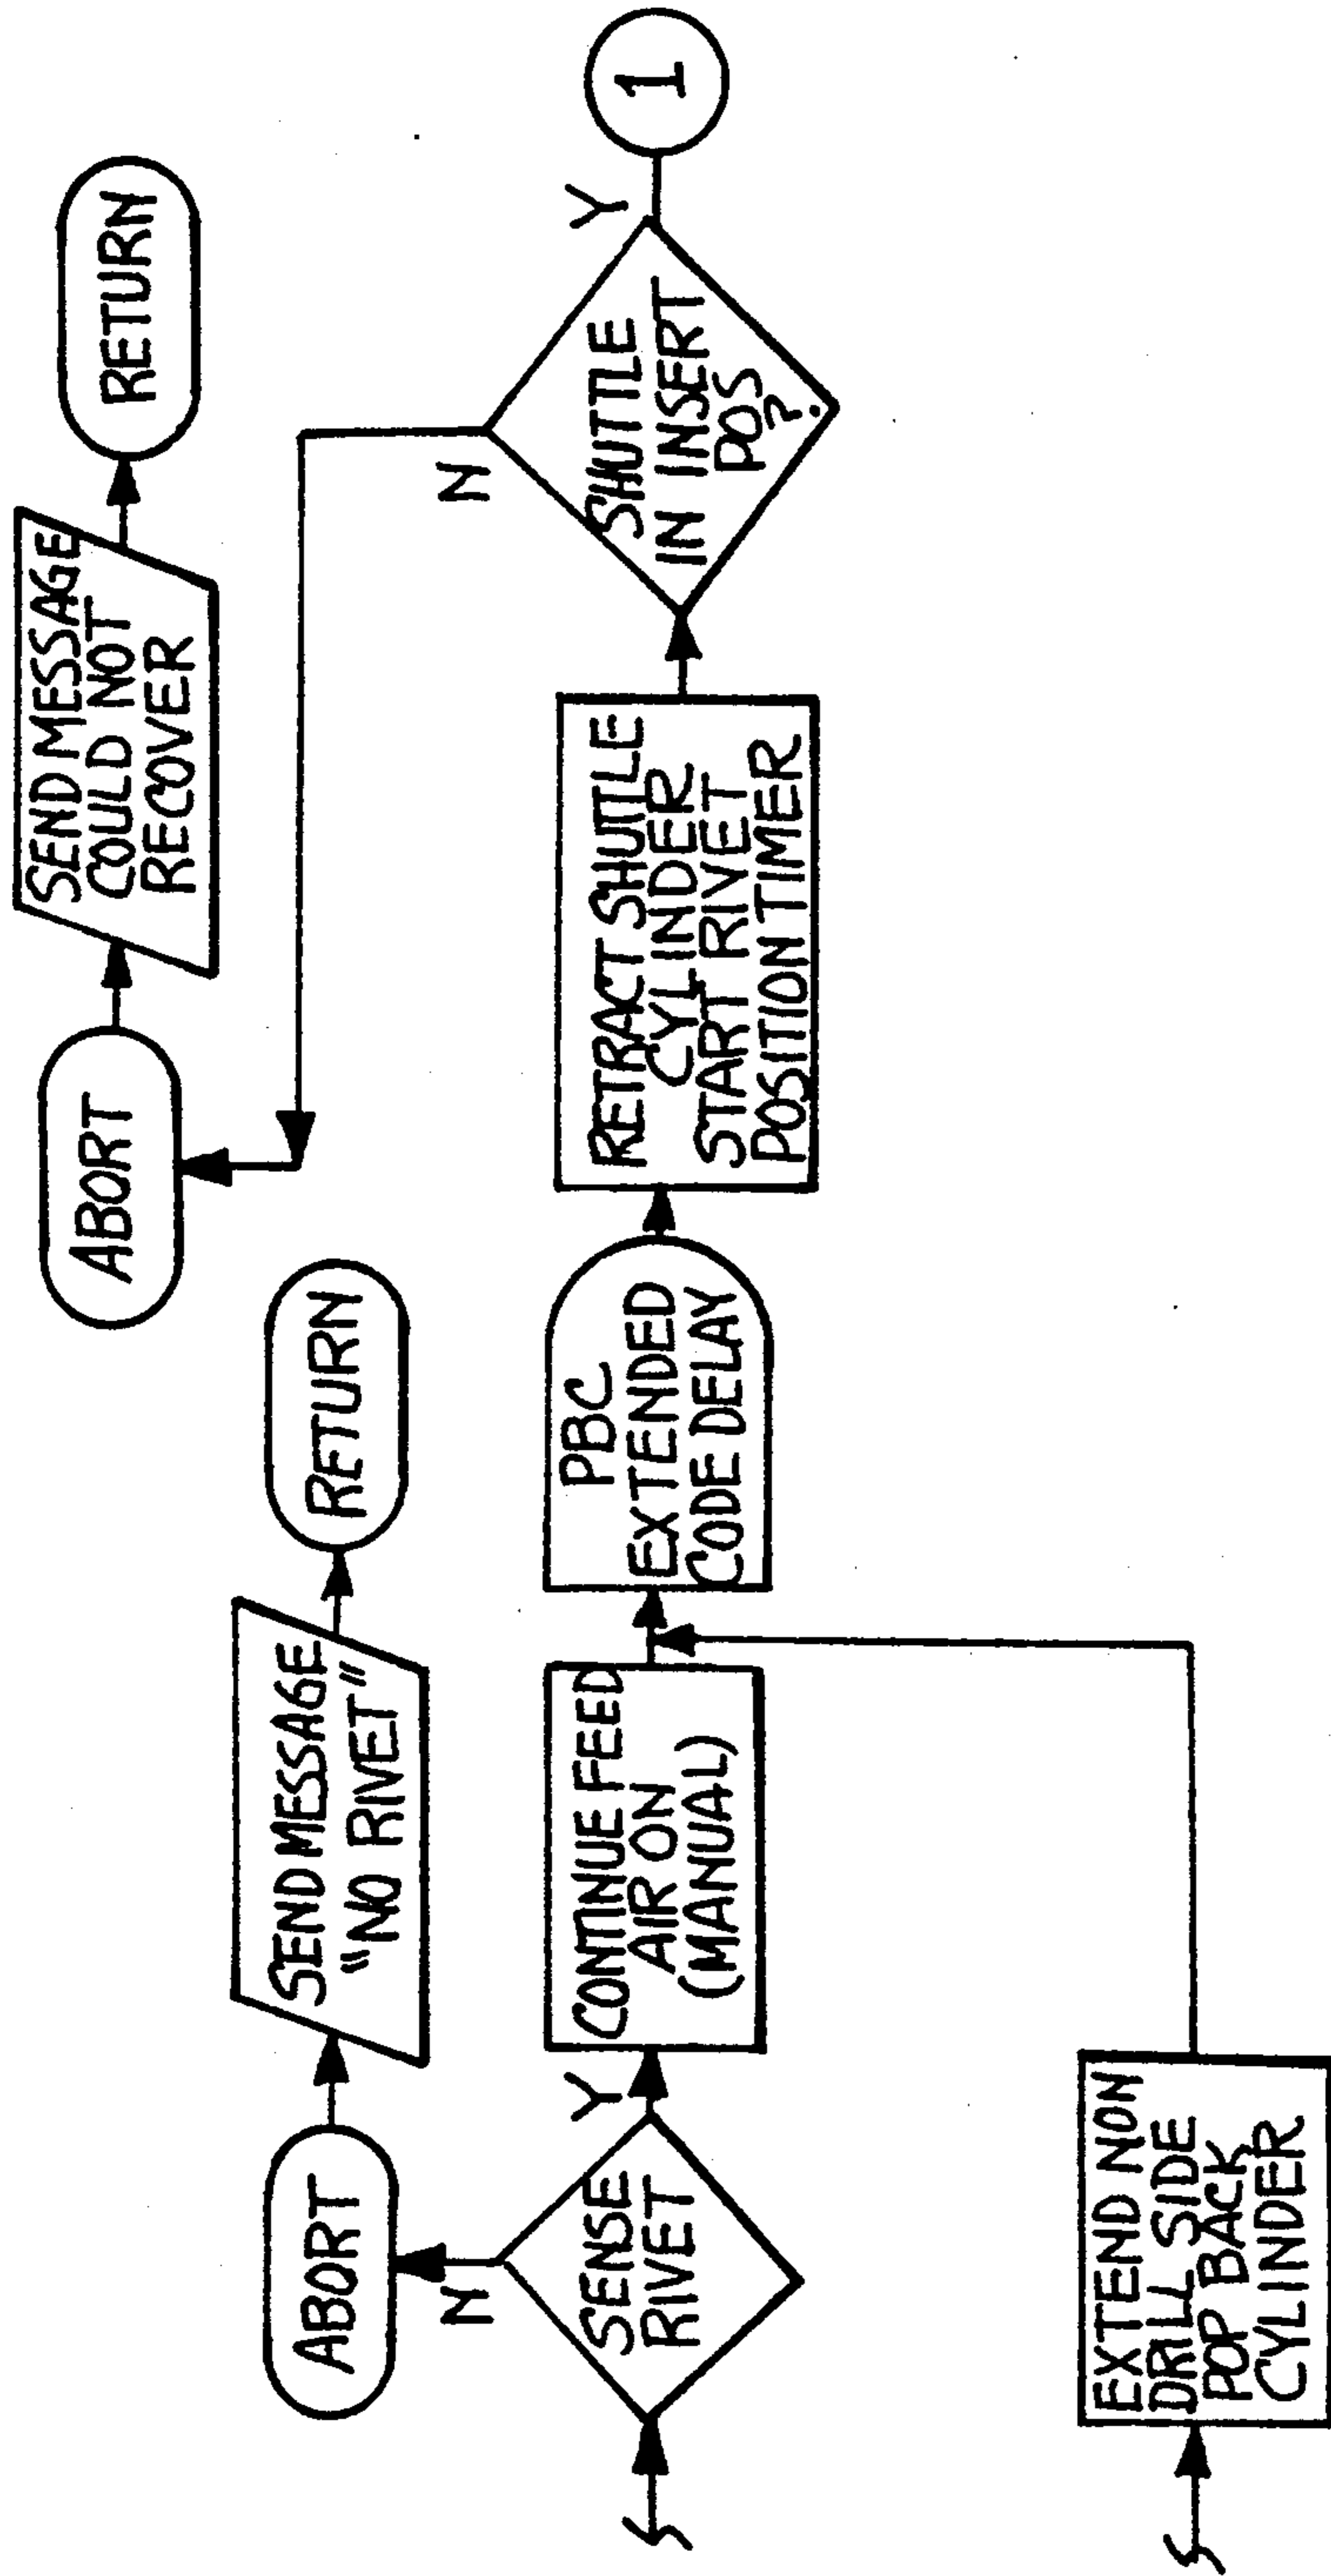 SEND MESSAGE
COULD NOT
RECOVER
ABORT
RETURN
SEND MESSAGE
"NO RIVET"
ABORT
RETURN
N
N
SENSE
RIVET
Y
CONTINUE FEED
AIR ON
(MANUAL)
PBC
EXTENDED
CODE DELAY
RETRACT SHUTTLE
CYLINDER
START RIVET
POSITION TIMER
SHUTTLE
IN INSERT
POS
?
Y
1
EXTEND NON
DRILL SIDE
POP BACK
CYLINDER